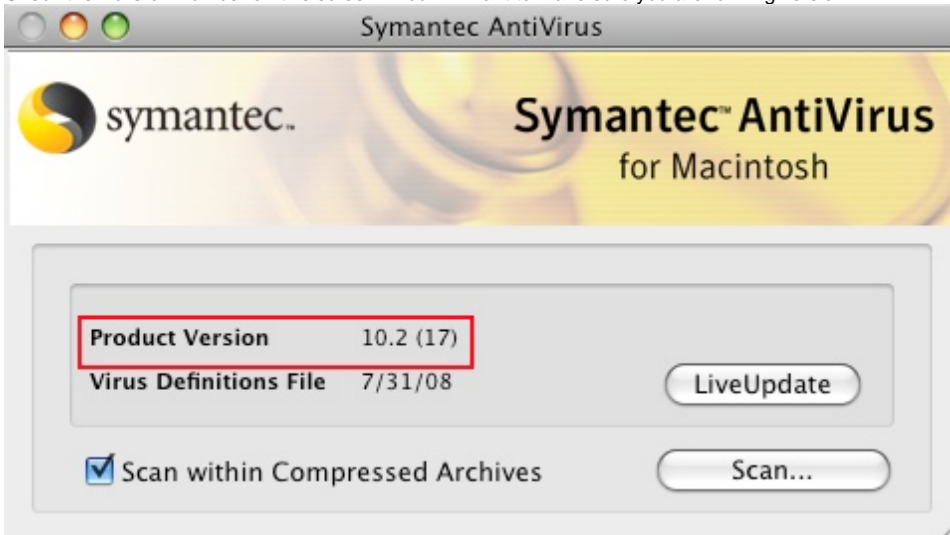 Symantec AntiVirus
symantec.
Symantec™ AntiVirus
for Macintosh
Product Version 10.2 (17)
Virus Definitions File 7/31/08
LiveUpdate
Scan within Compressed Archives
Scan...